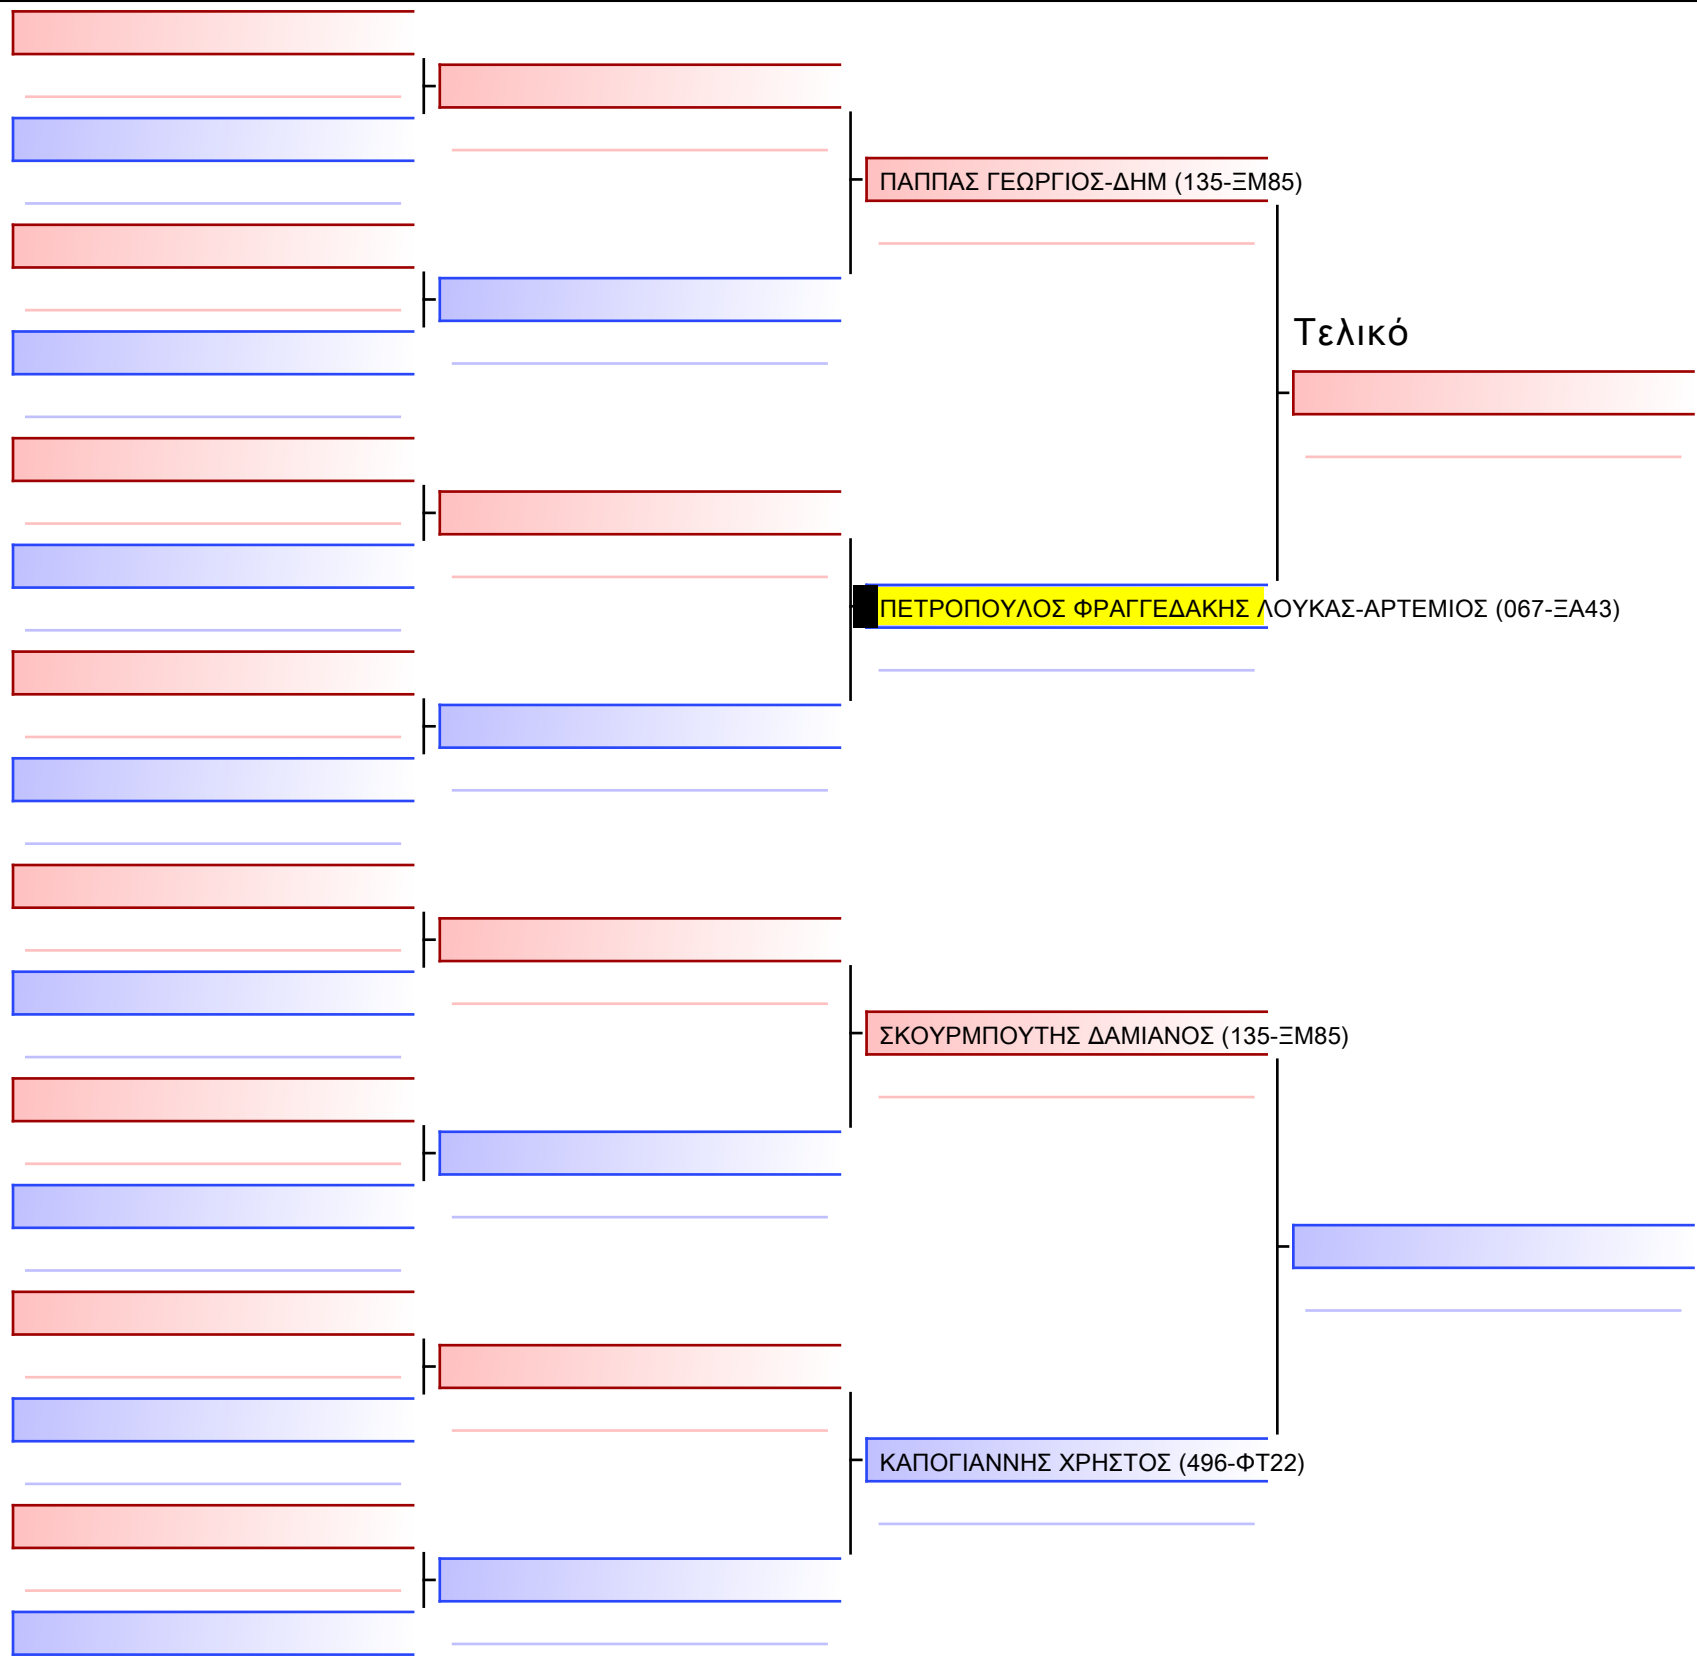 ΠΑΠΠΑΣ ΓΕΩΡΓΙΟΣ-ΔΗΜ (135-ΞΜ85)
Τελικό
ΠΕΤΡΟΠΟΥΛΟΣ ΦΡΑΓΓΕΔΑΚΗΣ ΛΟΥΚΑΣ-ΑΡΤΕΜΙΟΣ (067-ΞΑ43)
ΣΚΟΥΡΜΠΟΥΤΗΣ ΔΑΜΙΑΝΟΣ (135-ΞΜ85)
ΚΑΠΟΓΙΑΝΝΗΣ ΧΡΗΣΤΟΣ (496-ΦΤ22)